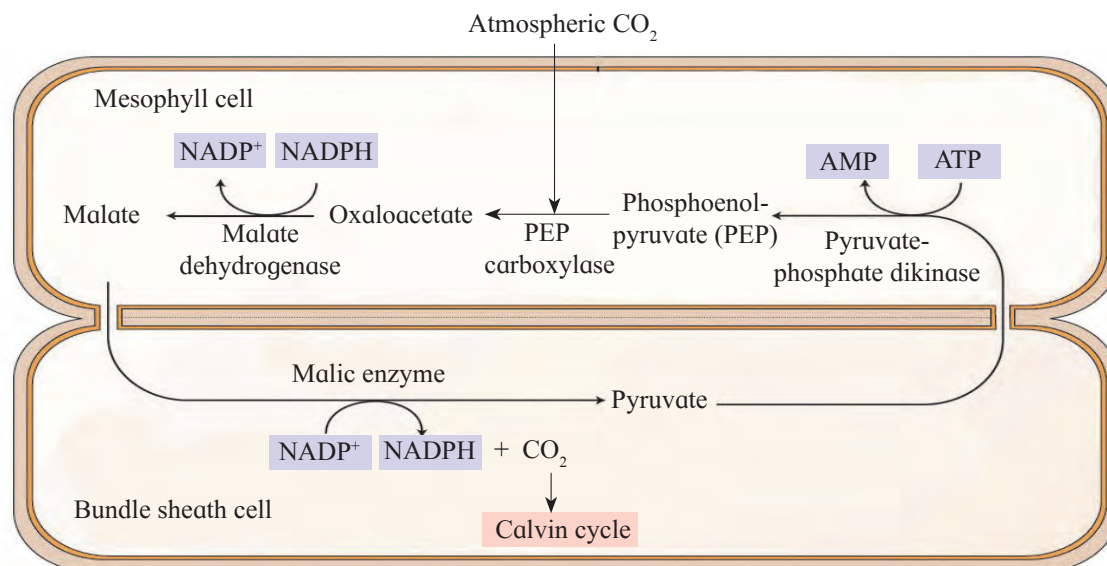 Atmospheric CO₂
Mesophyll cell
NADP⁺ NADPH
AMP ATP
Malate
Oxaloacetate
Phosphoenol-
pyruvate (PEP)
Malate
dehydrogenase
PEP
carboxylase
Pyruvate-
phosphate dikinase
Malic enzyme
Pyruvate
NADP⁺ NADPH + CO₂
Bundle sheath cell
Calvin cycle